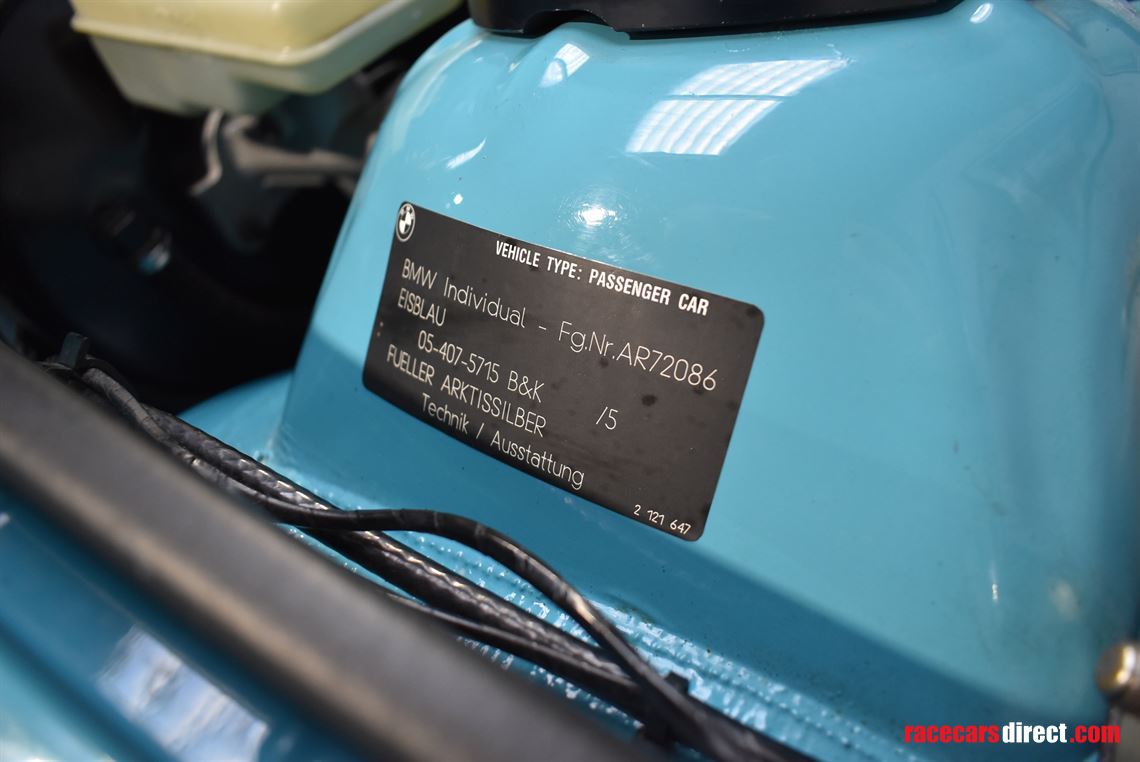 VEHICLE TYPE: PASSENGER CAR
BMW Individual - Fg.Nr.AR72086
EISBLAU
05-407-5715 B&K /5
FUELLER ARKTISSILBER
Technik / Ausstattung
2 121 647
racecarsdirect.com